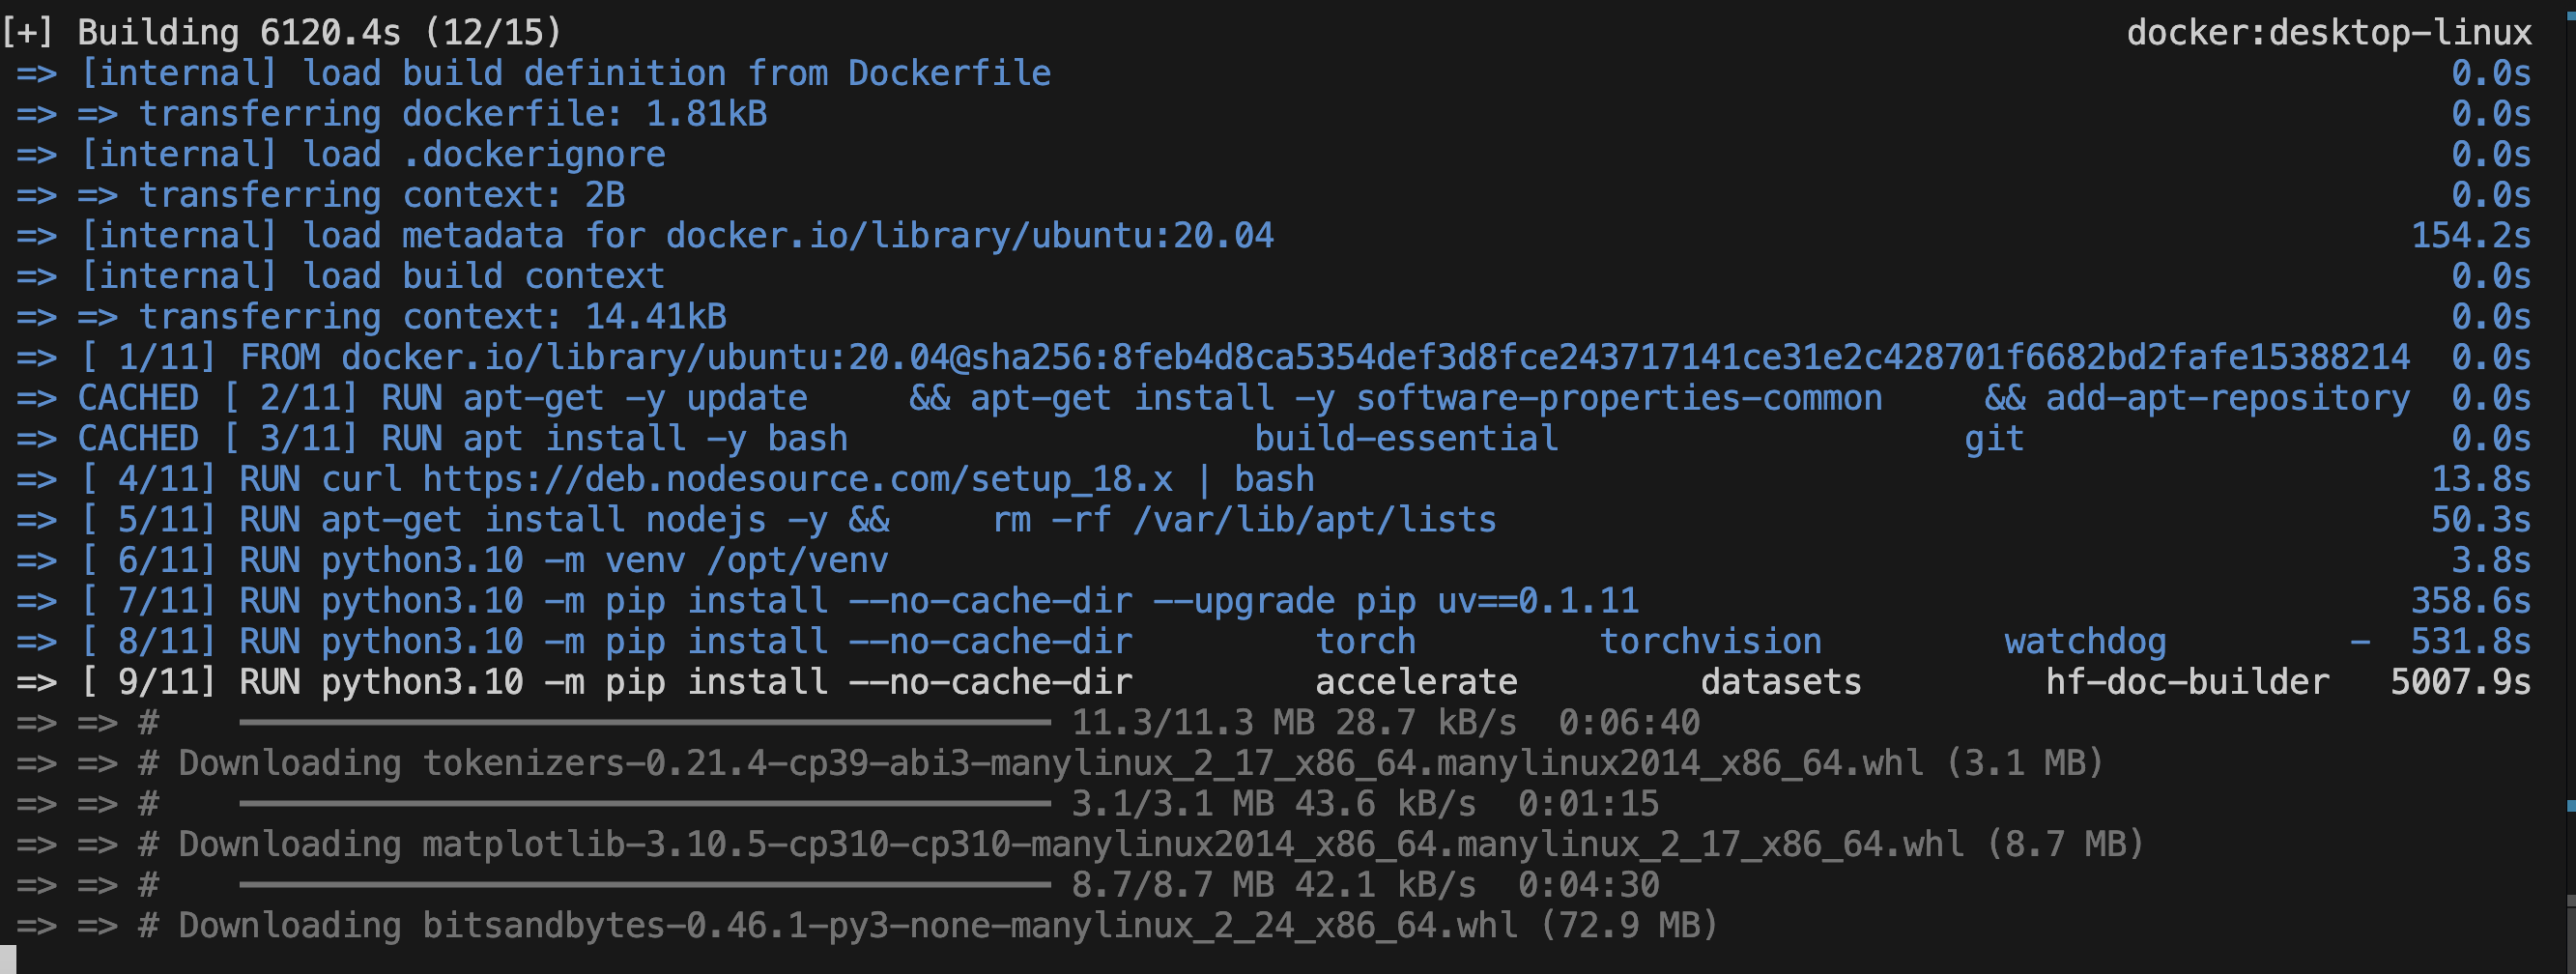 [+] Building 6120.4s (12/15) docker:desktop-linux
=> [internal] load build definition from Dockerfile 0.0s
=> => transferring dockerfile: 1.81kB 0.0s
=> [internal] load .dockerignore 0.0s
=> => transferring context: 2B 0.0s
=> [internal] load metadata for docker.io/library/ubuntu:20.04 154.2s
=> [internal] load build context 0.0s
=> => transferring context: 14.41kB 0.0s
=> [ 1/11] FROM docker.io/library/ubuntu:20.04@sha256:8feb4d8ca5354def3d8fce243717141ce31e2c428701f6682bd2fafe15388214 0.0s
=> CACHED [ 2/11] RUN apt-get -y update && apt-get install -y software-properties-common && add-apt-repository 0.0s
=> CACHED [ 3/11] RUN apt install -y bash build-essential git 0.0s
=> [ 4/11] RUN curl https://deb.nodesource.com/setup_18.x | bash 13.8s
=> [ 5/11] RUN apt-get install nodejs -y && rm -rf /var/lib/apt/lists 50.3s
=> [ 6/11] RUN python3.10 -m venv /opt/venv 3.8s
=> [ 7/11] RUN python3.10 -m pip install --no-cache-dir --upgrade pip uv==0.1.11 358.6s
=> [ 8/11] RUN python3.10 -m pip install --no-cache-dir torch torchvision watchdog - 531.8s
=> [ 9/11] RUN python3.10 -m pip install --no-cache-dir accelerate datasets hf-doc-builder 5007.9s
=> => # ━━━━━━━━━━━━━━━━━━━━━━━━━━━━━━━━━━━━━━━━ 11.3/11.3 MB 28.7 kB/s 0:06:40
=> => # Downloading tokenizers-0.21.4-cp39-abi3-manylinux_2_17_x86_64.manylinux2014_x86_64.whl (3.1 MB)
=> => # ━━━━━━━━━━━━━━━━━━━━━━━━━━━━━━━━━━━━━━━━ 3.1/3.1 MB 43.6 kB/s 0:01:15
=> => # Downloading matplotlib-3.10.5-cp310-cp310-manylinux2014_x86_64.manylinux_2_17_x86_64.whl (8.7 MB)
=> => # ━━━━━━━━━━━━━━━━━━━━━━━━━━━━━━━━━━━━━━━━ 8.7/8.7 MB 42.1 kB/s 0:04:30
=> => # Downloading bitsandbytes-0.46.1-py3-none-manylinux_2_24_x86_64.whl (72.9 MB)